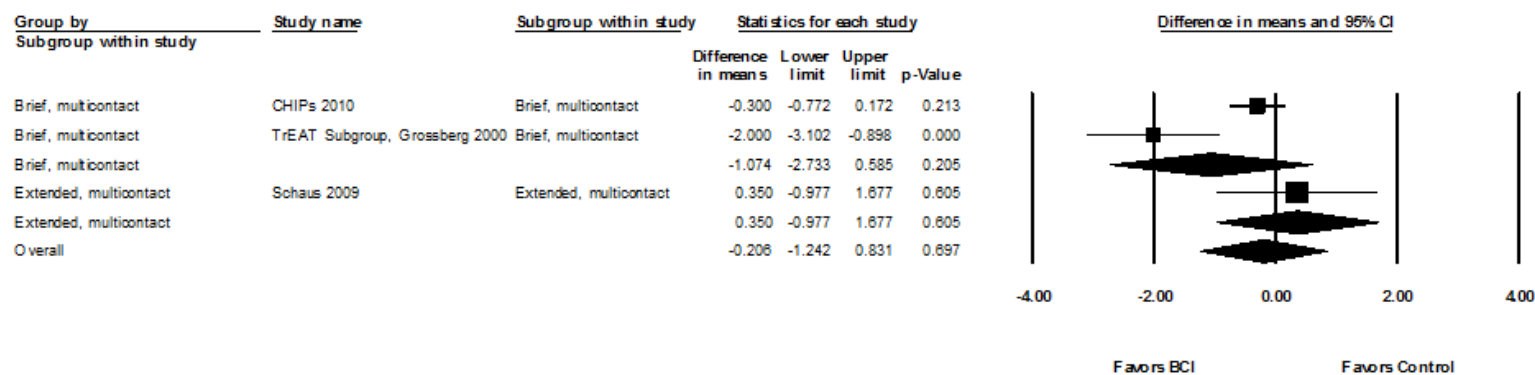 Group by Study name Subgroup within study Statistics for each study Difference in means and 95% CI
Subgroup within study
Difference Lower Upper
in means limit limit p-Value
Brief, multicontact CHIPs 2010 Brief, multicontact -0.300 -0.772 0.172 0.213
Brief, multicontact TrEAT Subgroup, Grossberg 2000 Brief, multicontact -2.000 -3.102 -0.898 0.000
Brief, multicontact -1.074 -2.733 0.585 0.205
Extended, multicontact Schaus 2009 Extended, multicontact 0.350 -0.977 1.677 0.605
Extended, multicontact 0.350 -0.977 1.677 0.605
Overall -0.206 -1.242 0.831 0.697
-4.00 -2.00 0.00 2.00 4.00
Favors BCI Favors Control